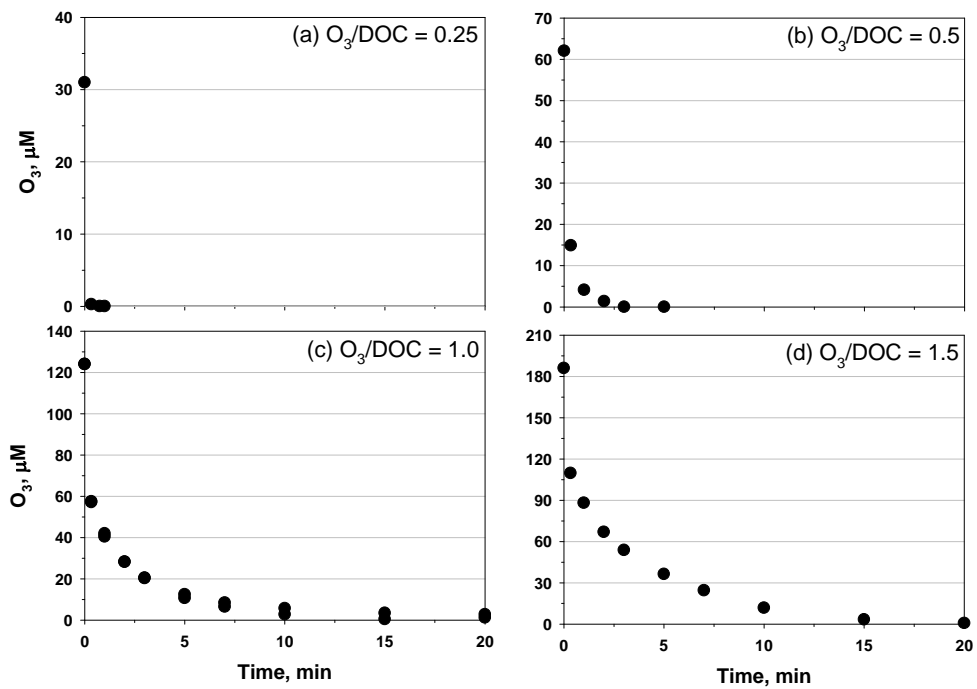 (a) O₃/DOC = 0.25
40
30
20
10
0
O₃, µM
(b) O₃/DOC = 0.5
70
60
50
40
30
20
10
0
(c) O₃/DOC = 1.0
140
120
100
80
60
40
20
0
O₃, µM
0 5 10 15 20
Time, min
(d) O₃/DOC = 1.5
210
180
150
120
90
60
30
0
0 5 10 15 20
Time, min